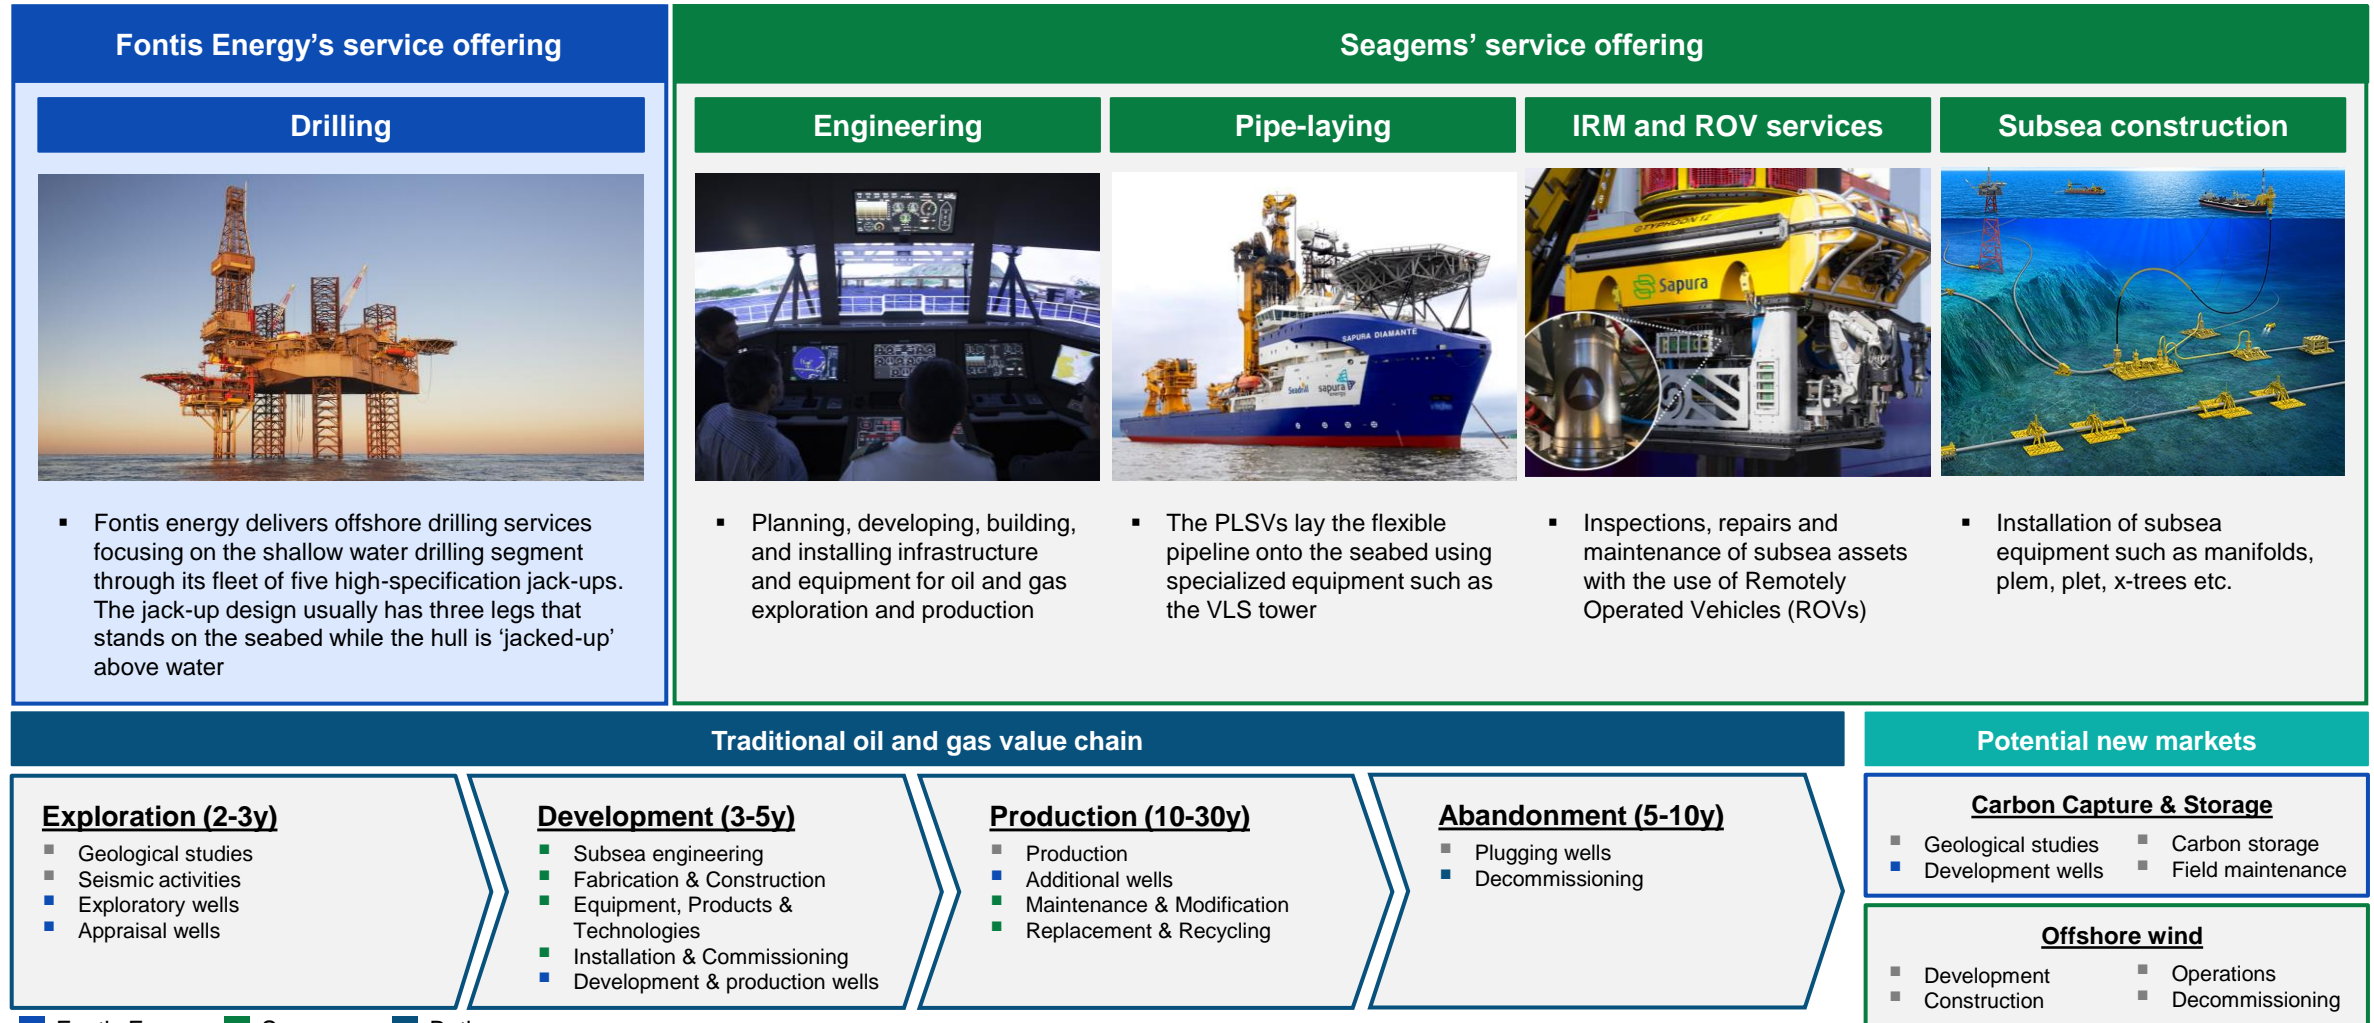 Fontis Energy’s service offering
Seagems’ service offering
Drilling
Engineering
Pipe-laying
IRM and ROV services
Subsea construction
TYPHOON
Sapura
SAPURA DIAMANTE
Seadrill
sapura
energy
▪ Fontis energy delivers offshore drilling services
focusing on the shallow water drilling segment
through its fleet of five high-specification jack-ups.
The jack-up design usually has three legs that
stands on the seabed while the hull is ‘jacked-up’
above water
▪ Planning, developing, building,
and installing infrastructure
and equipment for oil and gas
exploration and production
▪ The PLSVs lay the flexible
pipeline onto the seabed using
specialized equipment such as
the VLS tower
▪ Inspections, repairs and
maintenance of subsea assets
with the use of Remotely
Operated Vehicles (ROVs)
▪ Installation of subsea
equipment such as manifolds,
plem, plet, x-trees etc.
Traditional oil and gas value chain
Potential new markets
Exploration (2-3y)
▪ Geological studies
▪ Seismic activities
▪ Exploratory wells
▪ Appraisal wells
Development (3-5y)
▪ Subsea engineering
▪ Fabrication & Construction
▪ Equipment, Products &
Technologies
▪ Installation & Commissioning
▪ Development & production wells
Production (10-30y)
▪ Production
▪ Additional wells
▪ Maintenance & Modification
▪ Replacement & Recycling
Abandonment (5-10y)
▪ Plugging wells
▪ Decommissioning
Carbon Capture & Storage
▪ Geological studies
▪ Development wells
▪ Carbon storage
▪ Field maintenance
Offshore wind
▪ Development
▪ Construction
▪ Operations
▪ Decommissioning